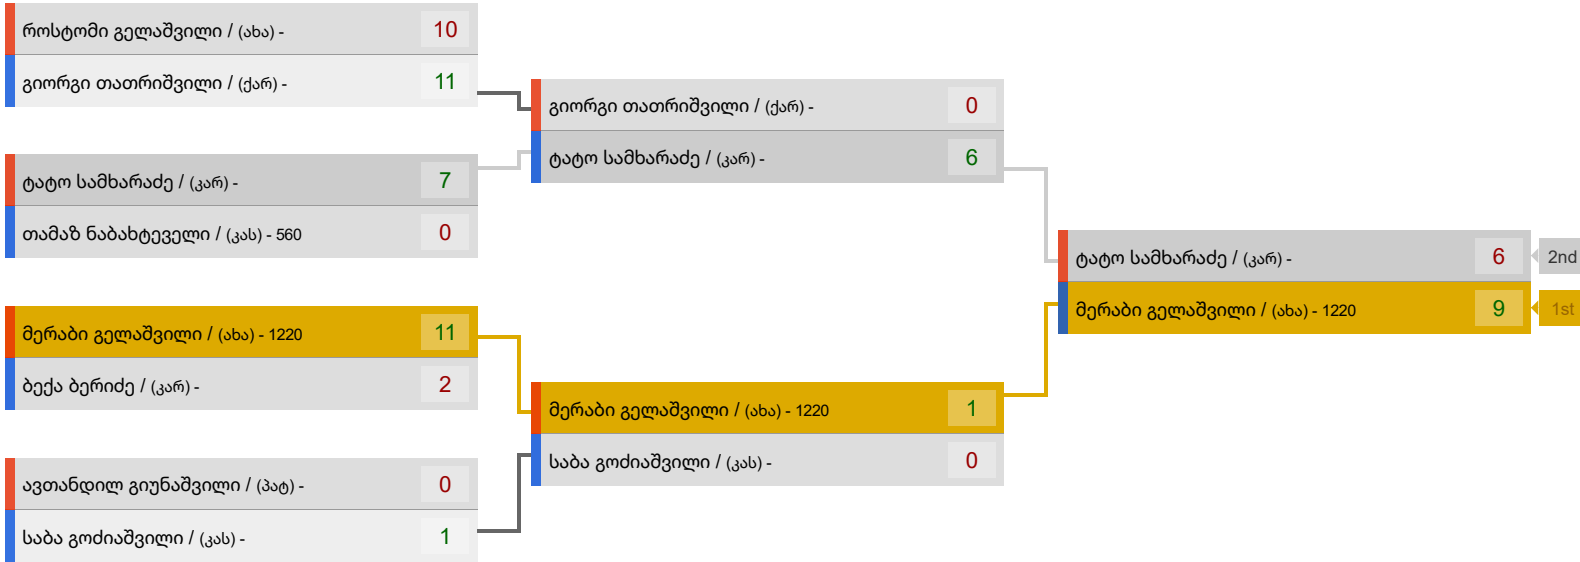 როსტომი გელაშვილი / (ახა) - 10
გიორგი თათრიშვილი / (ქარ) - 11
ტატო სამხარაძე / (კარ) - 7
თამაზ ნაბახტეველი / (კას) - 560 0
მერაბი გელაშვილი / (ახა) - 1220 11
ბექა ბერიძე / (კარ) - 2
ავთანდილ გიუნაშვილი / (პატ) - 0
საბა გოძიაშვილი / (კას) - 1
გიორგი თათრიშვილი / (ქარ) - 0
ტატო სამხარაძე / (კარ) - 6
მერაბი გელაშვილი / (ახა) - 1220 1
საბა გოძიაშვილი / (კას) - 0
ტატო სამხარაძე / (კარ) - 6 2nd
მერაბი გელაშვილი / (ახა) - 1220 9 1st